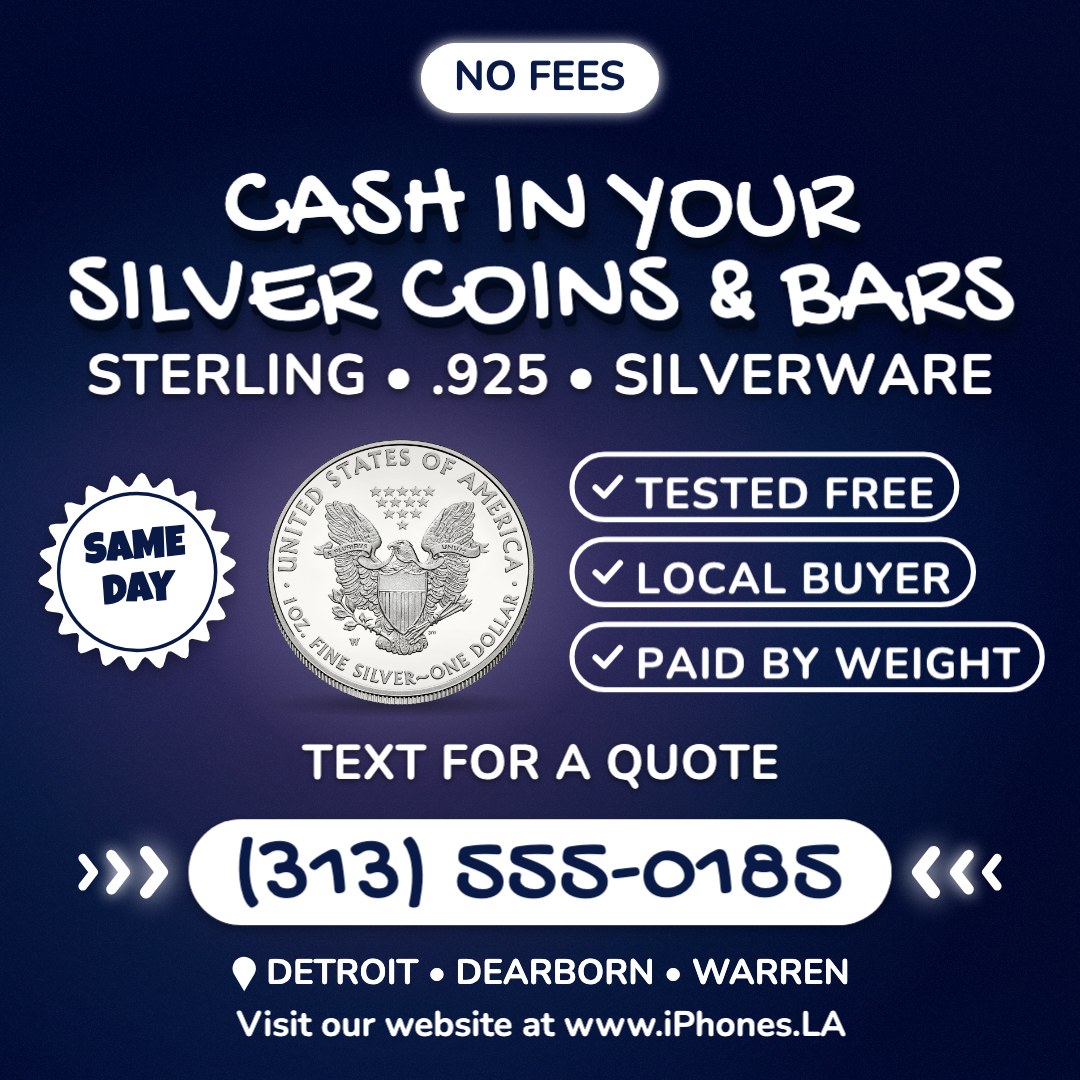 NO FEES
CASH IN YOUR
SILVER COINS & BARS
STERLING • .925 • SILVERWARE
SAME
DAY
UNITED STATES OF AMERICA
PLURIBUS
UNUM
W
· 1 OZ. FINE SILVER~ONE DOLLAR ·
✓ TESTED FREE
✓ LOCAL BUYER
✓ PAID BY WEIGHT
TEXT FOR A QUOTE
(313) 555-0185
DETROIT • DEARBORN • WARREN
Visit our website at www.iPhones.LA